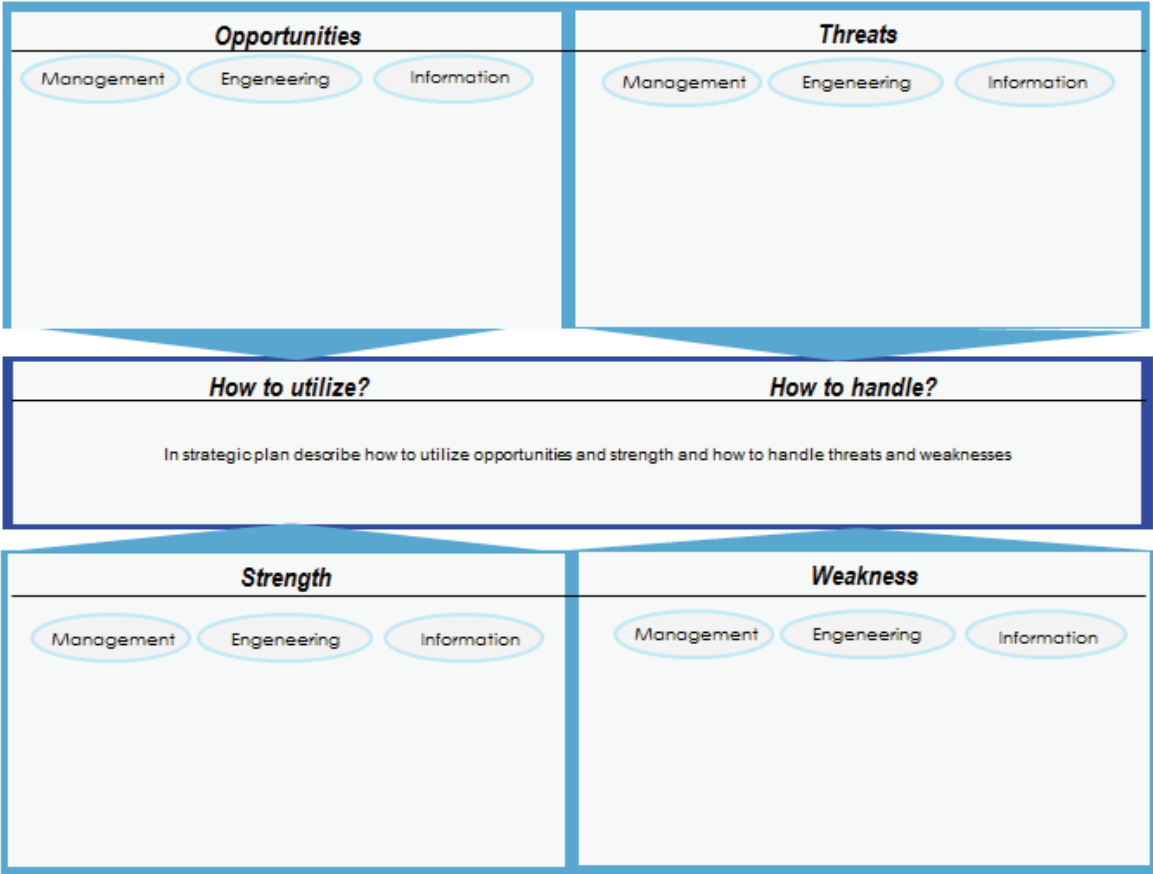 Opportunities
Management Engeneering Information
Threats
Management Engeneering Information
How to utilize? How to handle?
In strategic plan describe how to utilize opportunities and strength and how to handle threats and weaknesses
Strength
Management Engeneering Information
Weakness
Management Engeneering Information